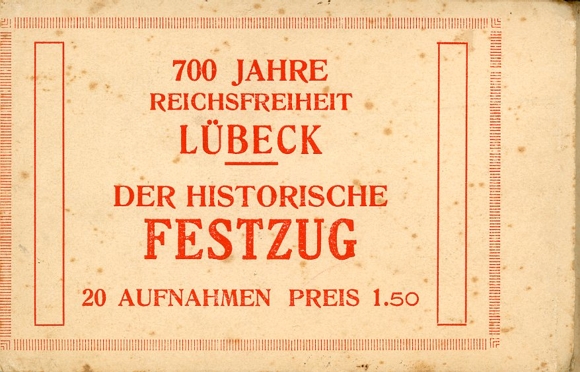 700 JAHRE
REICHSFREIHEIT
LÜBECK
DER HISTORISCHE
FESTZUG
20 AUFNAHMEN PREIS 1.50